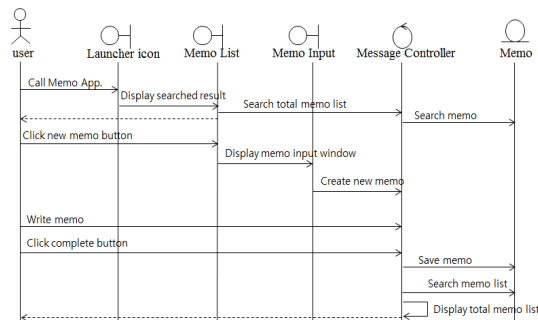 user
Launcher icon
Memo List
Memo Input
Message Controller
Memo
Call Memo App.
Display searched result
Search total memo list
Search memo
Click new memo button
Display memo input window
Create new memo
Write memo
Click complete button
Save memo
Search memo list
Display total memo list